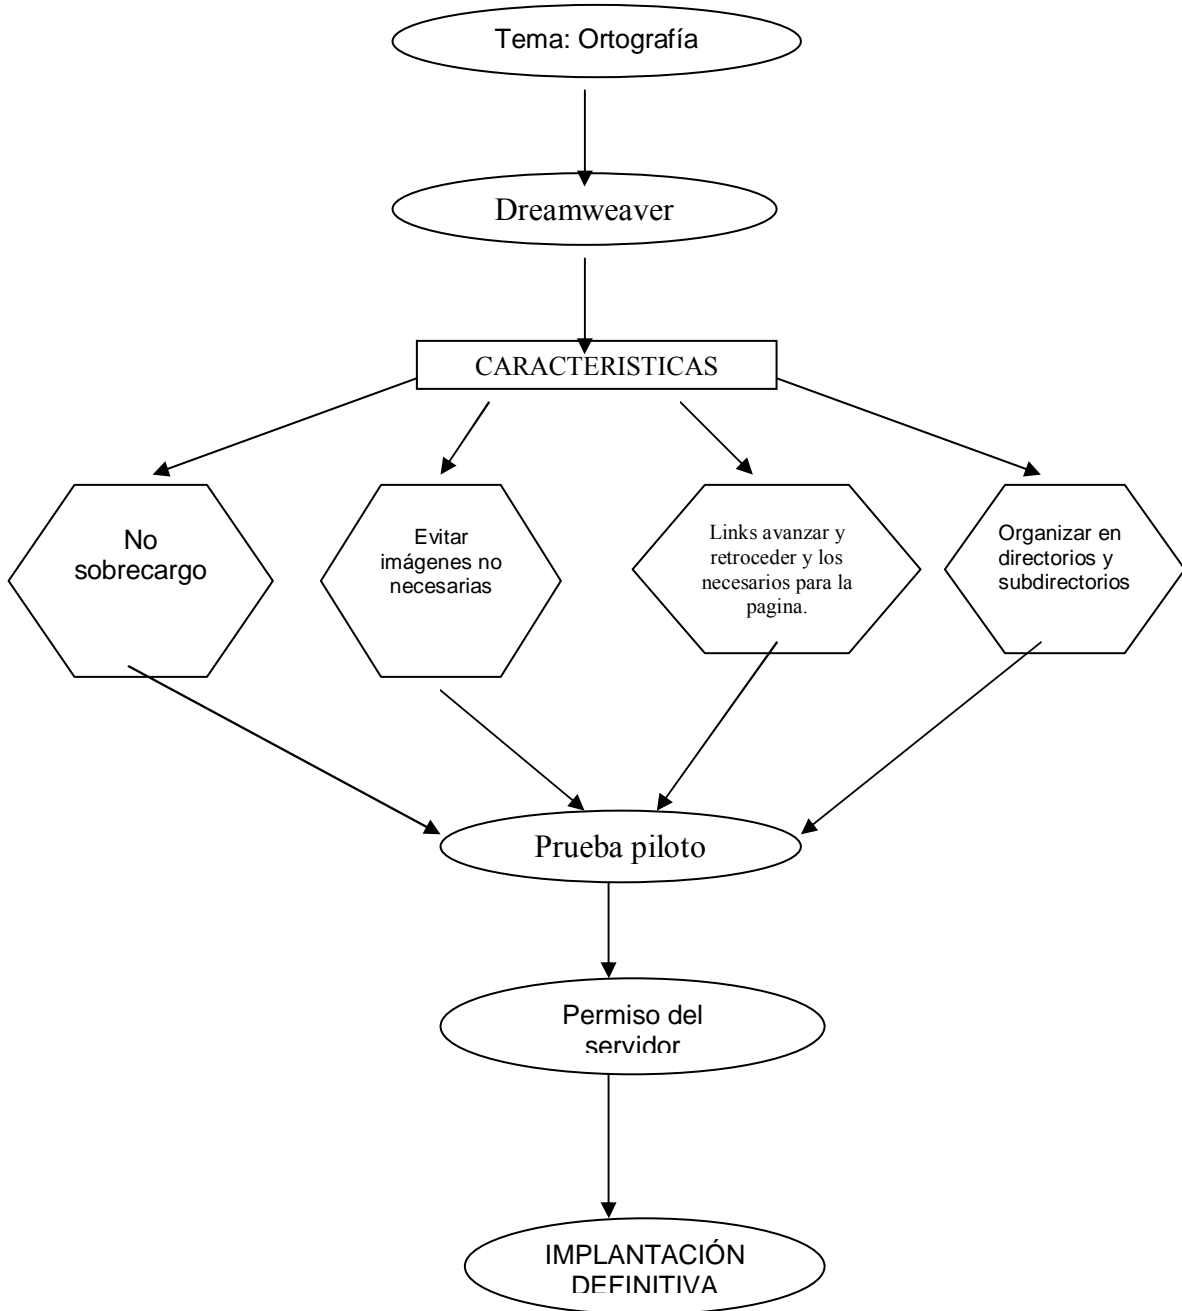 Tema: Ortografía
Dreamweaver
CARACTERISTICAS
No
sobrecargo
Evitar
imágenes no
necesarias
Links avanzar y
retroceder y los
necesarios para la
pagina.
Organizar en
directorios y
subdirectorios
Prueba piloto
Permiso del
servidor
IMPLANTACIÓN
DEFINITIVA